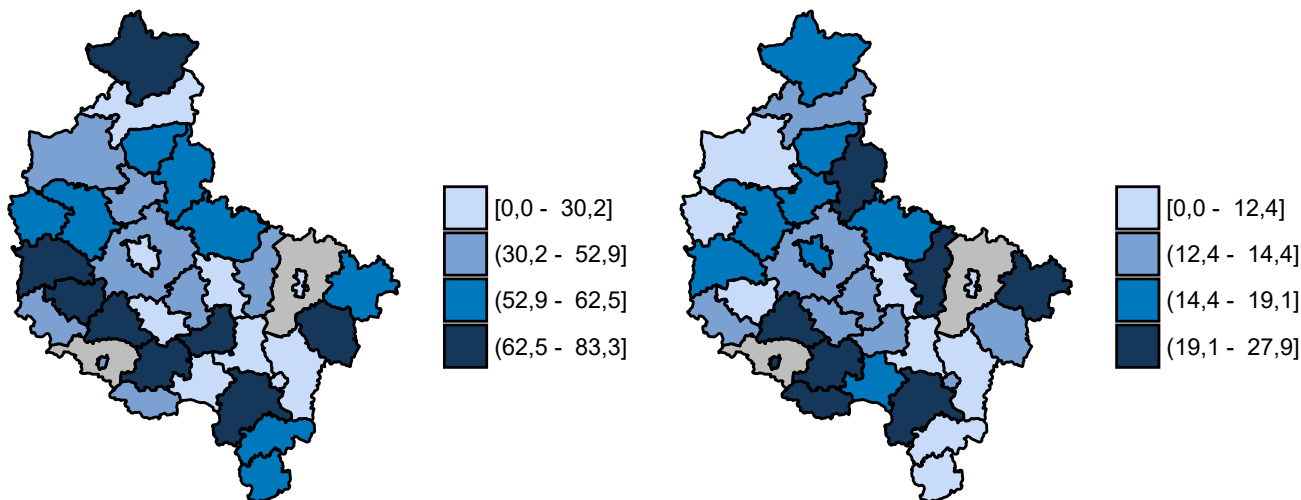 [0,0 - 30,2]
(30,2 - 52,9]
(52,9 - 62,5]
(62,5 - 83,3]
[0,0 - 12,4]
(12,4 - 14,4]
(14,4 - 19,1]
(19,1 - 27,9]